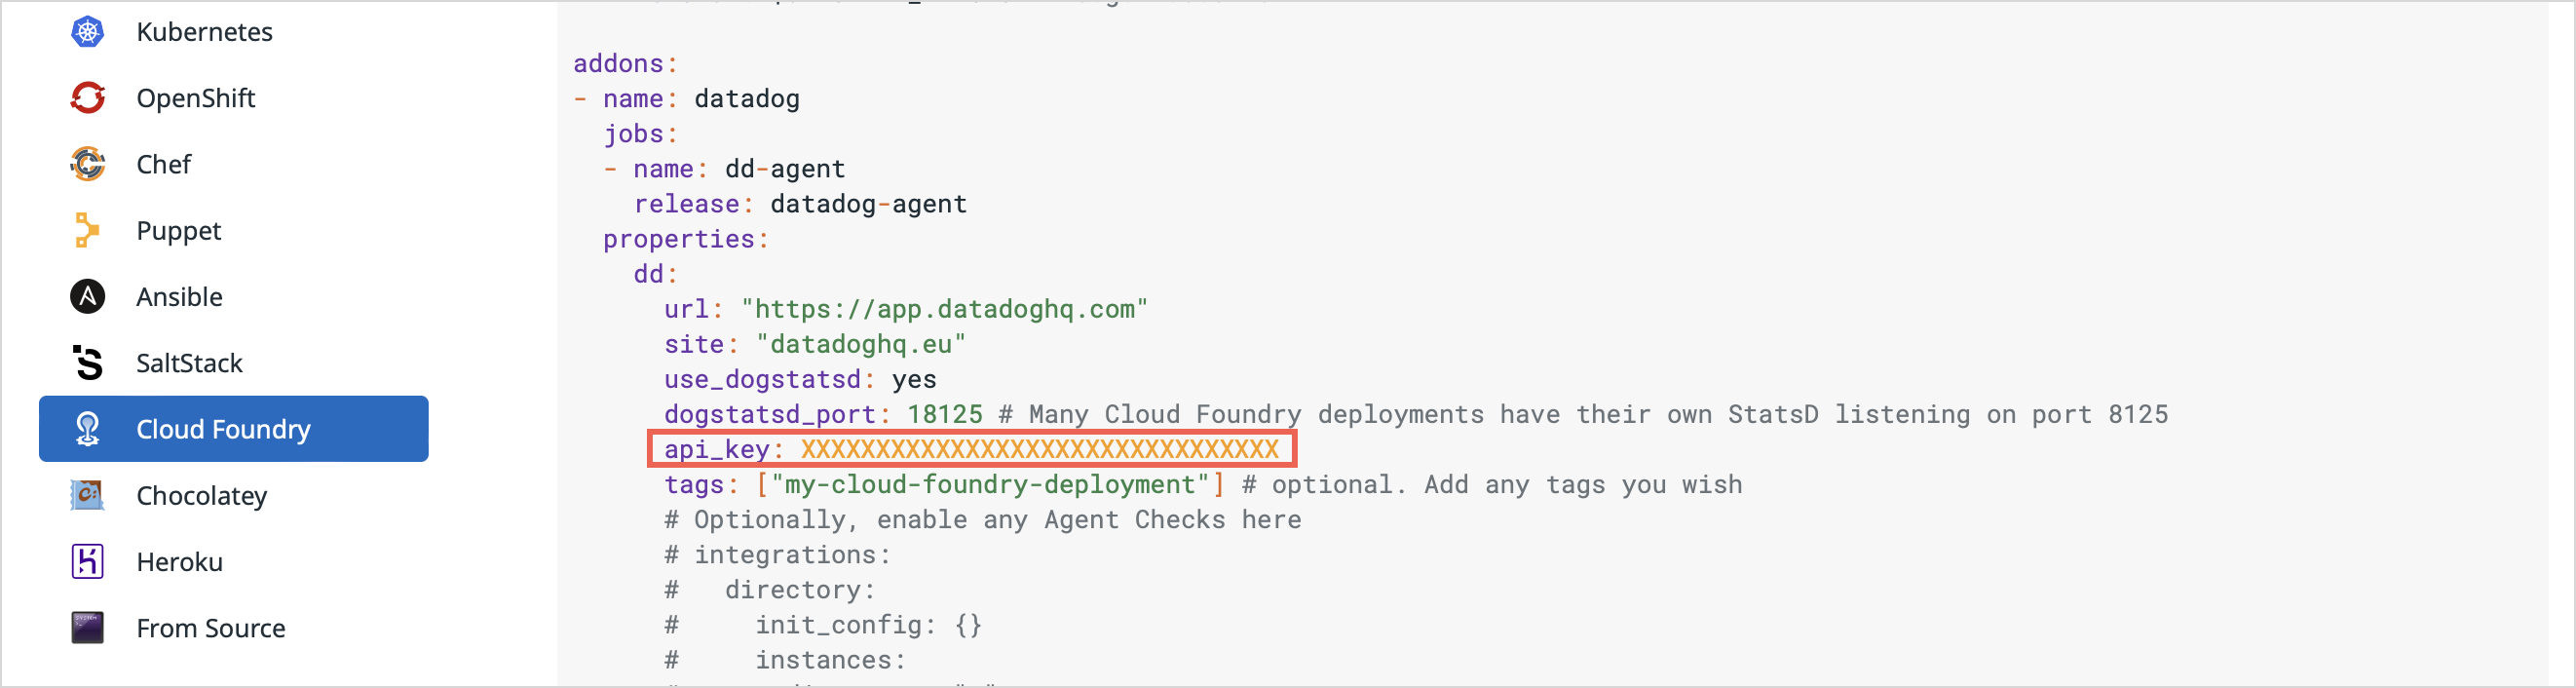 Kubernetes
OpenShift
Chef
Puppet
Ansible
SaltStack
Cloud Foundry
Chocolatey
Heroku
From Source
addons:
- name: datadog
  jobs:
  - name: dd-agent
    release: datadog-agent
  properties:
    dd:
      url: "https://app.datadoghq.com"
      site: "datadoghq.eu"
      use_dogstatsd: yes
      dogstatsd_port: 18125 # Many Cloud Foundry deployments have their own StatsD listening on port 8125
      api_key: XXXXXXXXXXXXXXXXXXXXXXXXXXXXXXXX
      tags: ["my-cloud-foundry-deployment"] # optional. Add any tags you wish
      # Optionally, enable any Agent Checks here
      # integrations:
      #   directory:
      #     init_config: {}
      #     instances: